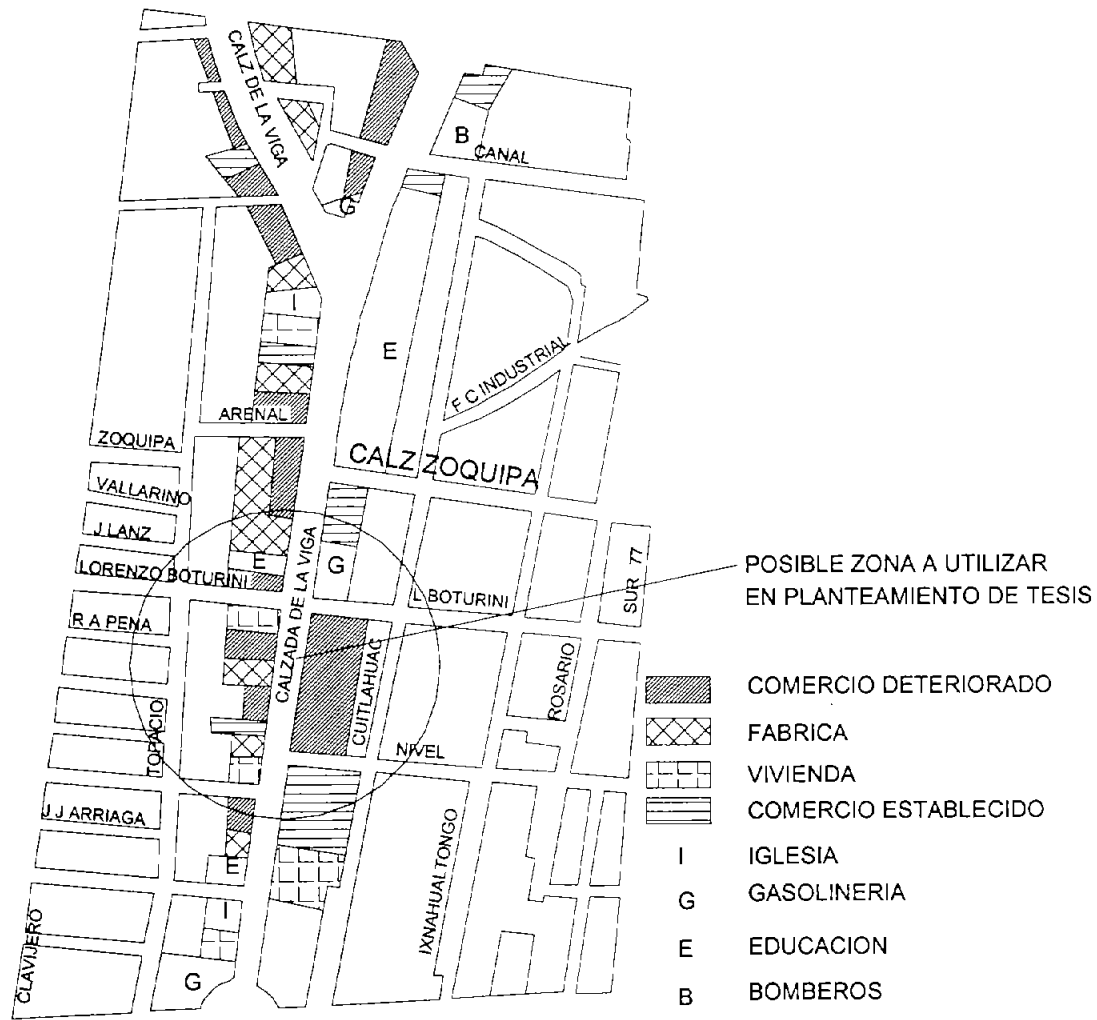 CALZ DE LA VIGA
B
CANAL
G
I
E
F C INDUSTRIAL
ARENAL
ZOQUIPA
CALZ ZOQUIPA
VALLARINO
J LANZ
E
G
LORENZO BOTURINI
L BOTURINI
SUR 77
CALZADA DE LA VIGA
R A PENA
CUITLAHUAC
ROSARIO
TOPACIO
NIVEL
J J ARRIAGA
E
I
IXNAHUALTONGO
CLAVIJERO
G
POSIBLE ZONA A UTILIZAR
EN PLANTEAMIENTO DE TESIS
COMERCIO DETERIORADO
FABRICA
VIVIENDA
COMERCIO ESTABLECIDO
I IGLESIA
G GASOLINERIA
E EDUCACION
B BOMBEROS